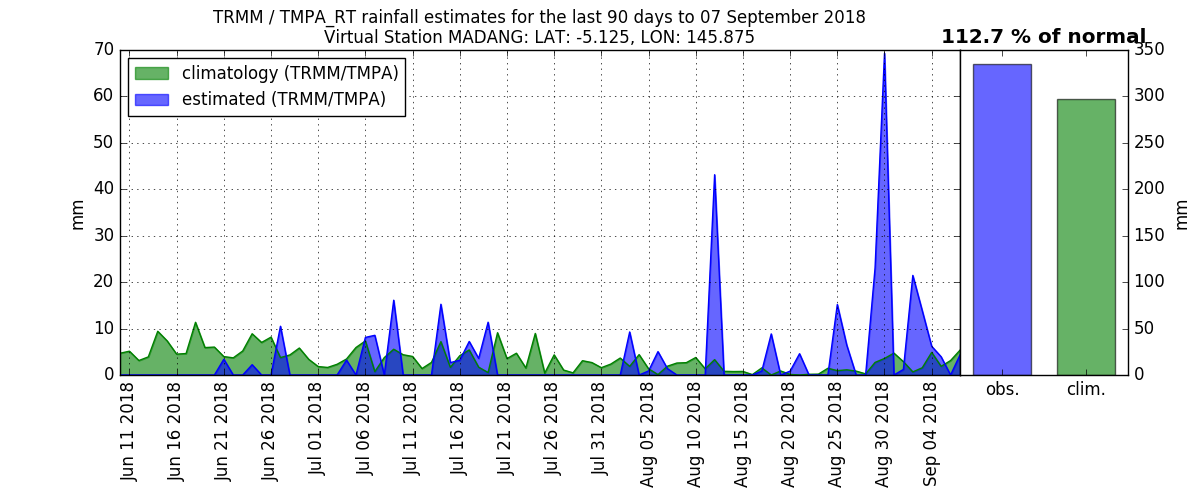 TRMM / TMPA_RT rainfall estimates for the last 90 days to 07 September 2018
Virtual Station MADANG: LAT: -5.125, LON: 145.875
112.7 % of normal
climatology (TRMM/TMPA)
estimated (TRMM/TMPA)
70
60
50
40
30
20
10
0
mm
350
300
250
200
150
100
50
0
mm
Jun 11 2018
Jun 16 2018
Jun 21 2018
Jun 26 2018
Jul 01 2018
Jul 06 2018
Jul 11 2018
Jul 16 2018
Jul 21 2018
Jul 26 2018
Jul 31 2018
Aug 05 2018
Aug 10 2018
Aug 15 2018
Aug 20 2018
Aug 25 2018
Aug 30 2018
Sep 04 2018
obs.
clim.